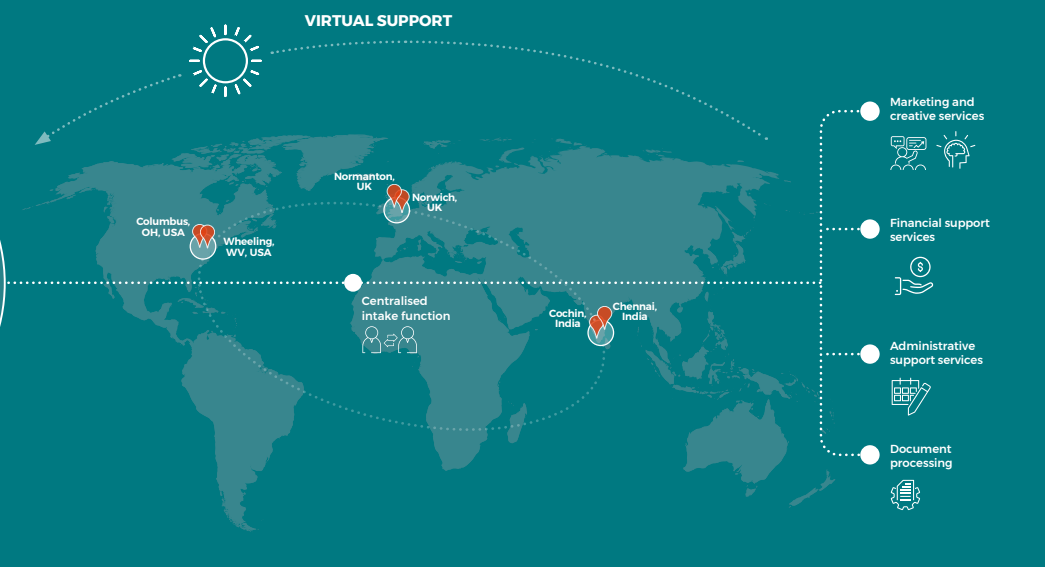 VIRTUAL SUPPORT
Normanton,
UK
Norwich,
UK
Columbus,
OH, USA
Wheeling,
WV, USA
Centralised
intake function
Cochin,
India
Chennai,
India
Marketing and
creative services
Financial support
services
$
Administrative
support services
Document
processing